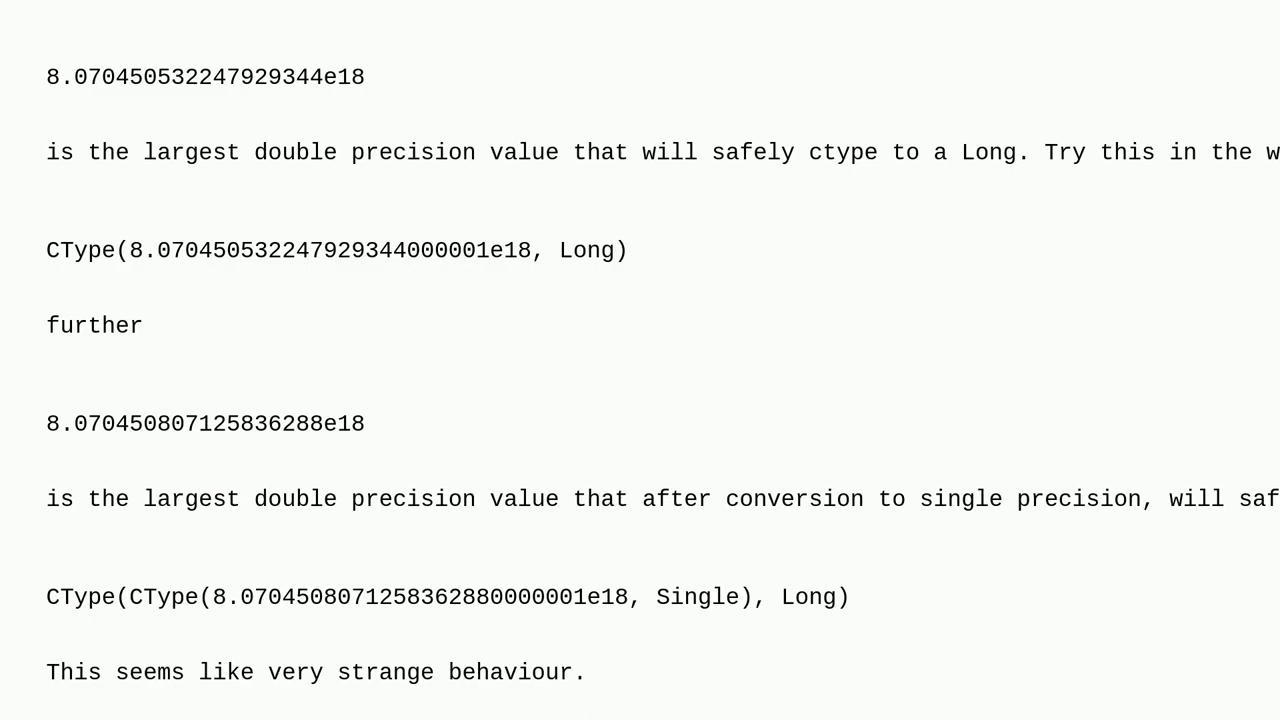 8.070450532247929344e18
is the largest double precision value that will safely ctype to a Long. Try this in the
CType(8.070450532247929344000001e18, Long)
further
8.070450807125836288e18
is the largest double precision value that after conversion to single precision, will
CType(CType(8.0704508071258362880000001e18, Single), Long)
This seems like very strange behaviour.